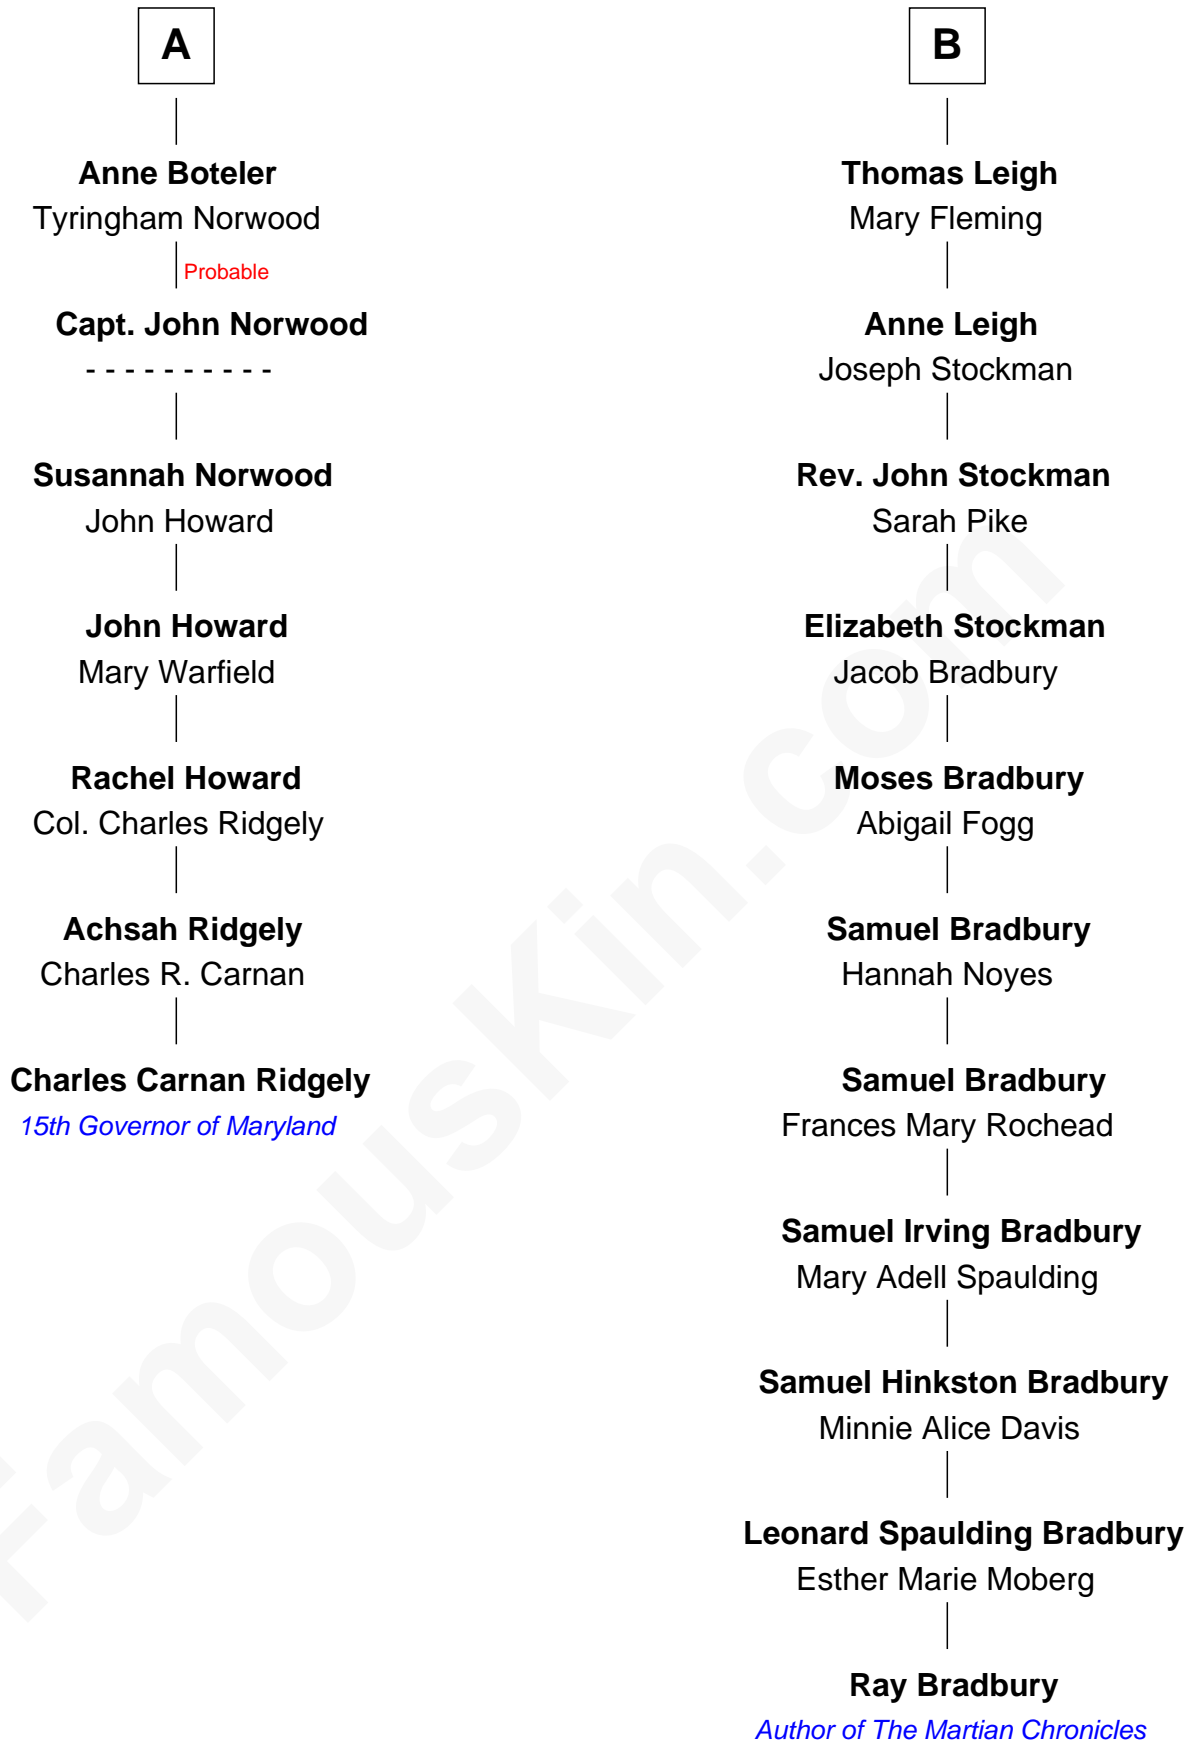 A
Anne Boteler
Tyringham Norwood
Probable
Capt. John Norwood
- - - - - - - - - -
Susannah Norwood
John Howard
John Howard
Mary Warfield
Rachel Howard
Col. Charles Ridgely
Achsah Ridgely
Charles R. Carnan
Charles Carnan Ridgely
15th Governor of Maryland
B
Thomas Leigh
Mary Fleming
Anne Leigh
Joseph Stockman
Rev. John Stockman
Sarah Pike
Elizabeth Stockman
Jacob Bradbury
Moses Bradbury
Abigail Fogg
Samuel Bradbury
Hannah Noyes
Samuel Bradbury
Frances Mary Rochead
Samuel Irving Bradbury
Mary Adell Spaulding
Samuel Hinkston Bradbury
Minnie Alice Davis
Leonard Spaulding Bradbury
Esther Marie Moberg
Ray Bradbury
Author of The Martian Chronicles
FamousKin.com